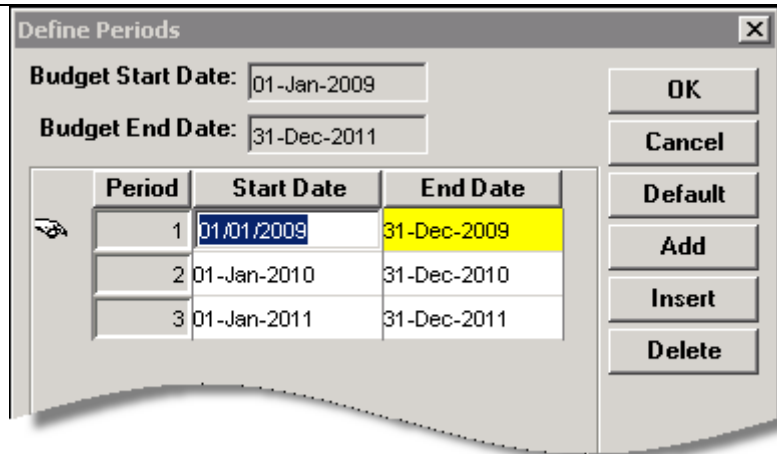 Define Periods
Budget Start Date: 01-Jan-2009
OK
Budget End Date: 31-Dec-2011
Cancel
Period Start Date End Date
Default
1 01/01/2009 31-Dec-2009
Add
2 01-Jan-2010 31-Dec-2010
Insert
3 01-Jan-2011 31-Dec-2011
Delete